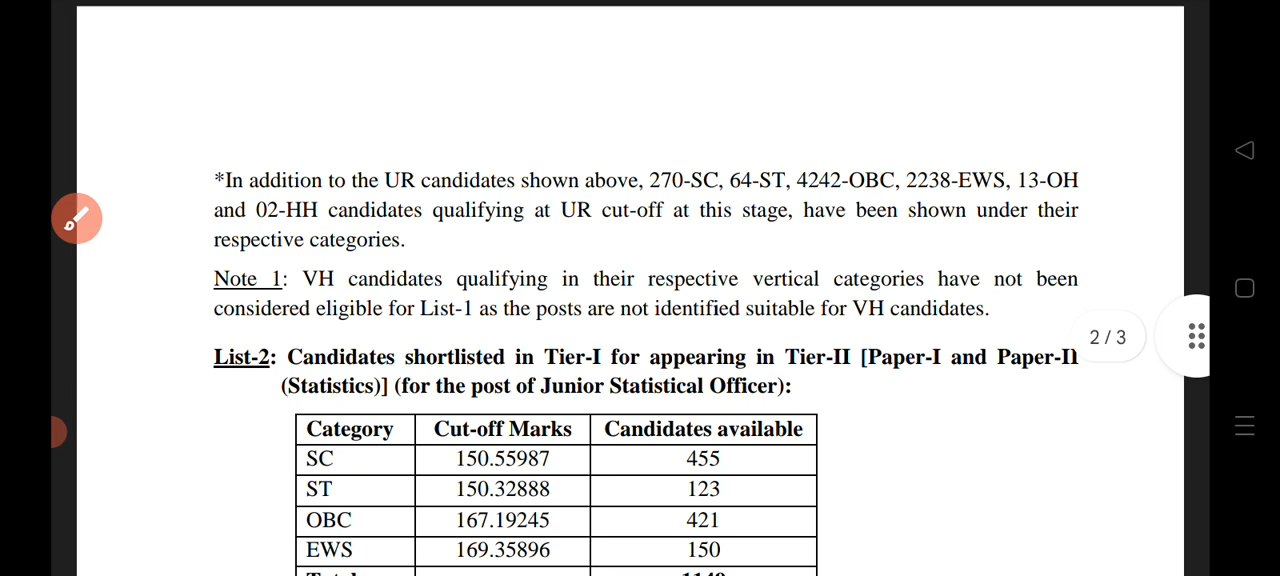 *In addition to the UR candidates shown above, 270-SC, 64-ST, 4242-OBC, 2238-EWS, 13-OH
and 02-HH candidates qualifying at UR cut-off at this stage, have been shown under their
respective categories.
Note 1: VH candidates qualifying in their respective vertical categories have not been
considered eligible for List-1 as the posts are not identified suitable for VH candidates.
2 / 3
List-2: Candidates shortlisted in Tier-I for appearing in Tier-II [Paper-I and Paper-II
(Statistics)] (for the post of Junior Statistical Officer):
Category Cut-off Marks Candidates available
SC 150.55987 455
ST 150.32888 123
OBC 167.19245 421
EWS 169.35896 150